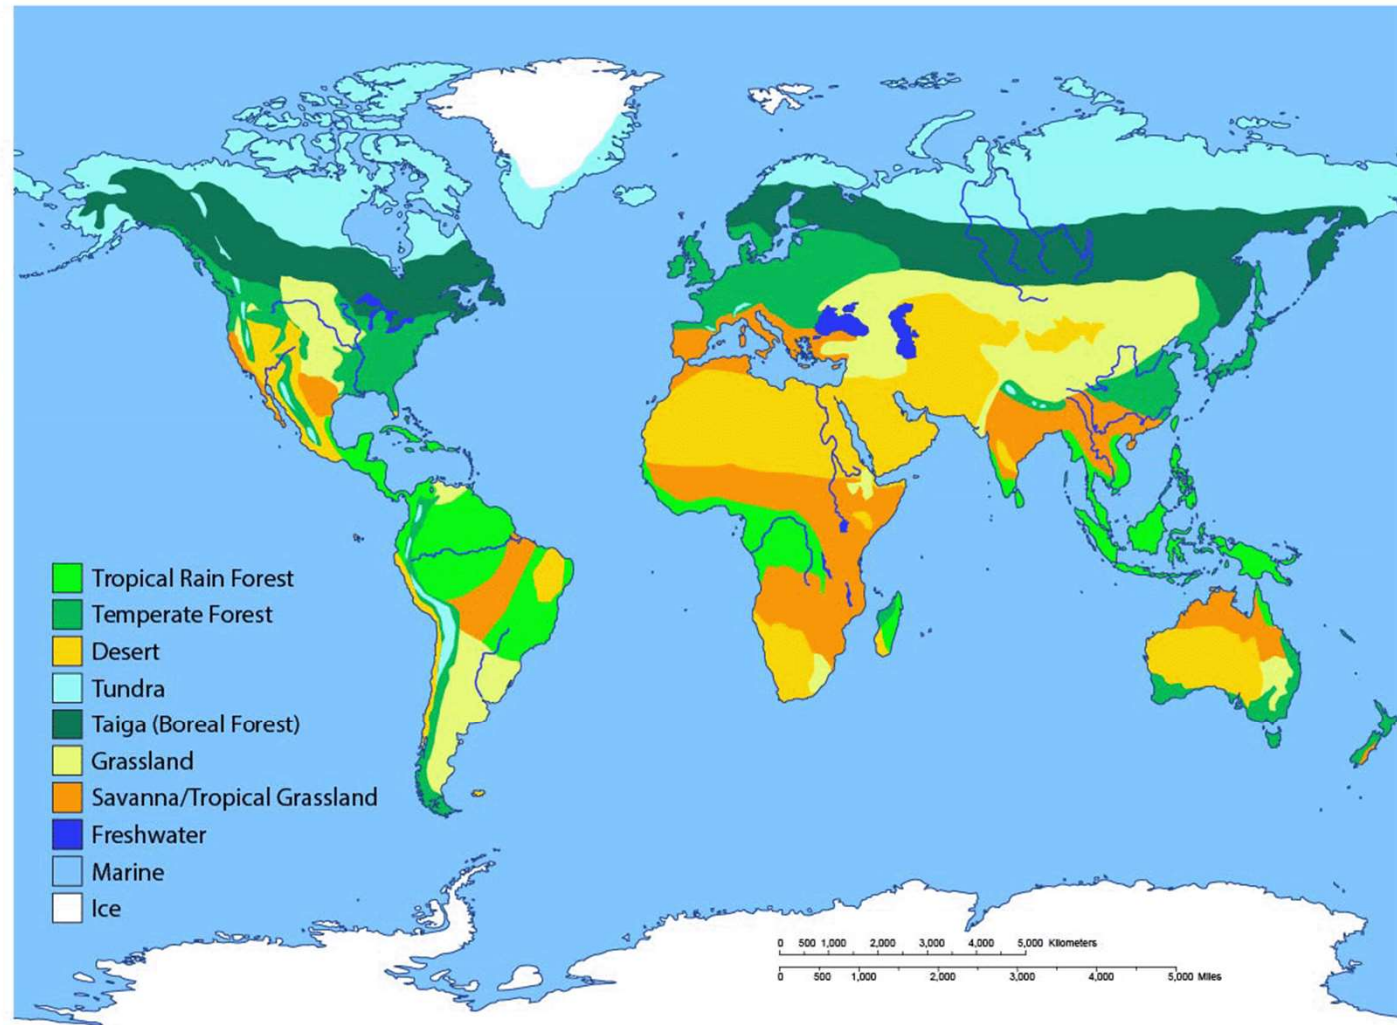 Tropical Rain Forest
Temperate Forest
Desert
Tundra
Taiga (Boreal Forest)
Grassland
Savanna/Tropical Grassland
Freshwater
Marine
Ice
0 500 1,000 2,000 3,000 4,000 5,000 Kilometers
0 500 1,000 2,000 3,000 4,000 5,000 Miles